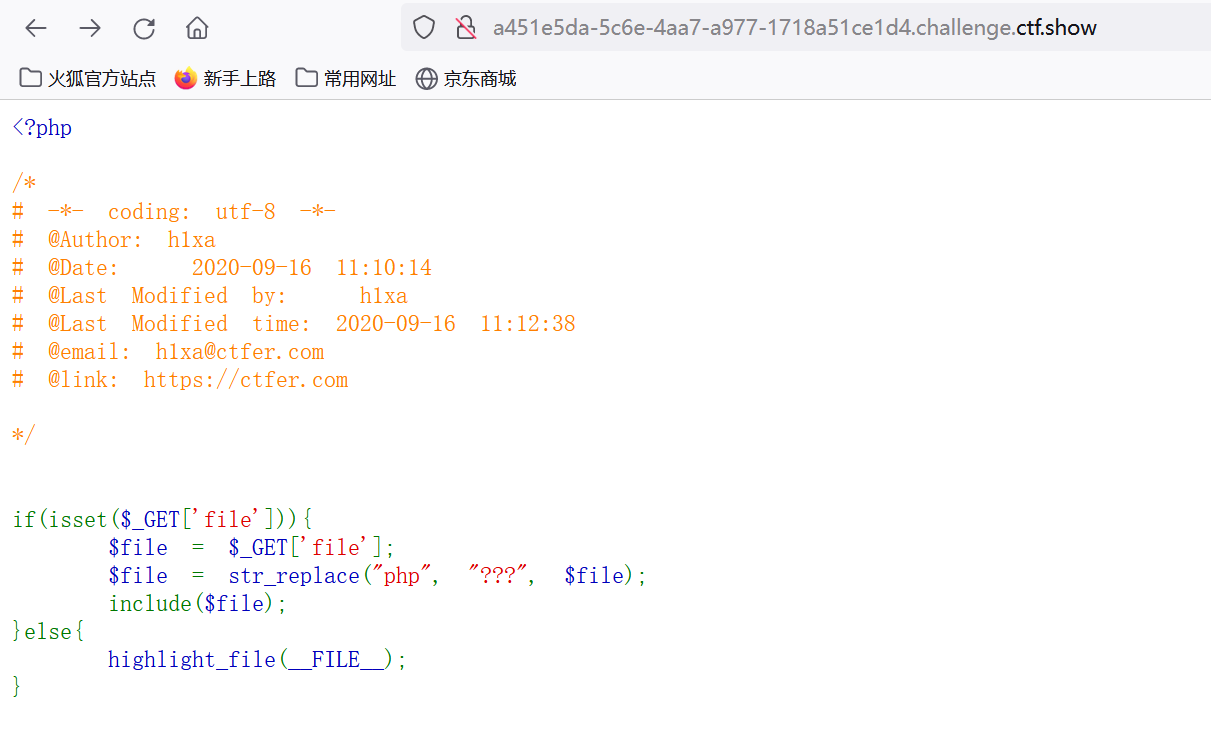 a451e5da-5c6e-4aa7-a977-1718a51ce1d4.challenge.ctf.show
火狐官方站点 新手上路 常用网址 京东商城
<?php
/*
# -*- coding: utf-8 -*-
# @Author: h1xa
# @Date:   2020-09-16 11:10:14
# @Last Modified by:   h1xa
# @Last Modified time: 2020-09-16 11:12:38
# @email: h1xa@ctfer.com
# @link: https://ctfer.com
*/
if(isset($_GET['file'])){
    $file = $_GET['file'];
    $file = str_replace("php", "???", $file);
    include($file);
}else{
    highlight_file(__FILE__);
}